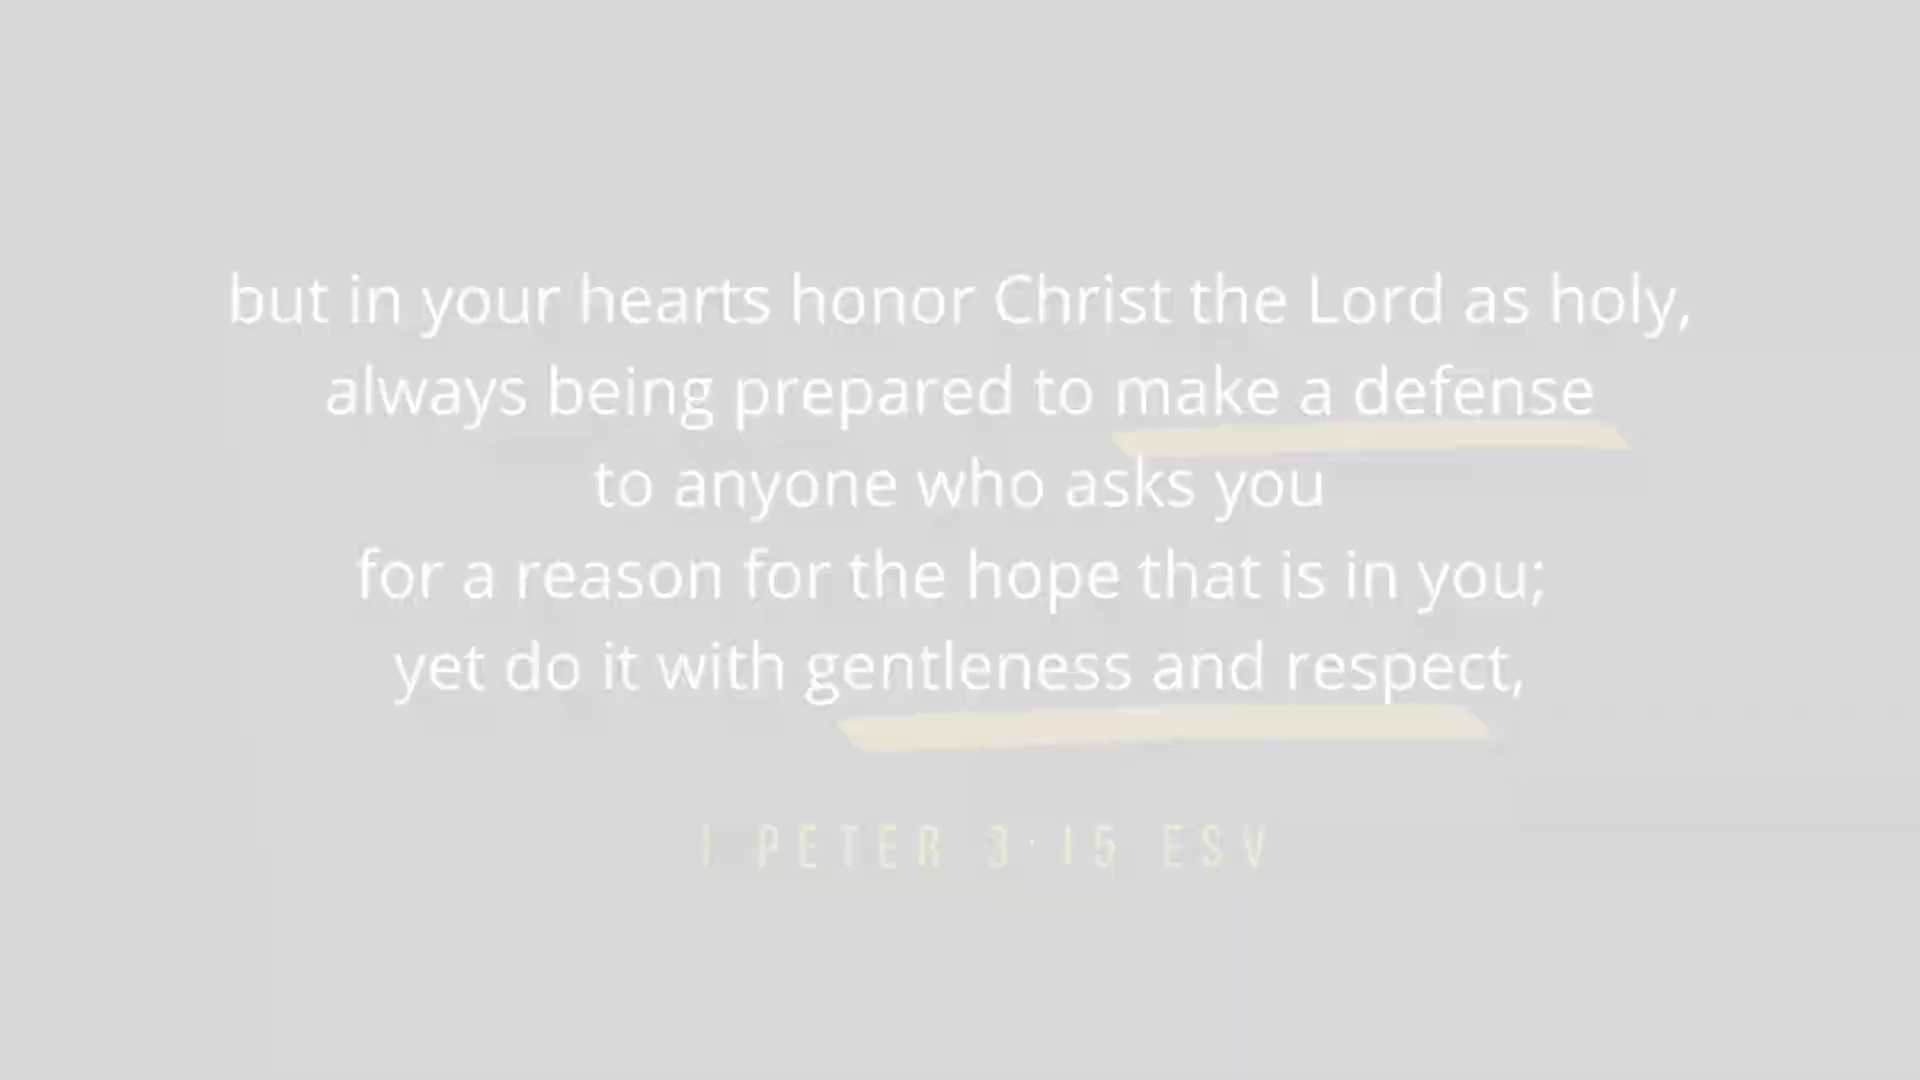 but in your hearts honor Christ the Lord as holy,
always being prepared to make a defense
to anyone who asks you
for a reason for the hope that is in you;
yet do it with gentleness and respect,
1 PETER 3:15 ESV